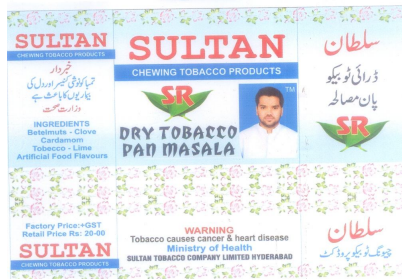 SULTAN
CHEWING TOBACCO PRODUCTS
خبردار
تمباکونوشی کینسر اور دل کی
بیماریوں کا باعث ہے
وزارت صحت
INGREDIENTS
Betelnuts - Clove
Cardamom
Tobecco - Lime
Artificial Food Flavours
SULTAN
CHEWING TOBACCO PRODUCTS
SR
TM
DRY TOBACCO
PAN MASALA
سلطان
ڈرائی ٹوبیکو
پان مصالحہ
SR
Factory Price:+GST
Retail Price Rs: 20-00
SULTAN
CHEWING TOBACCO PRODUCTS
WARNING
Tobacco causes cancer & heart disease
Ministry of Health
SULTAN TOBACCO COMPANY LIMITED HYDERABAD
سلطان
چیونگ ٹوبیکو پروڈکٹ